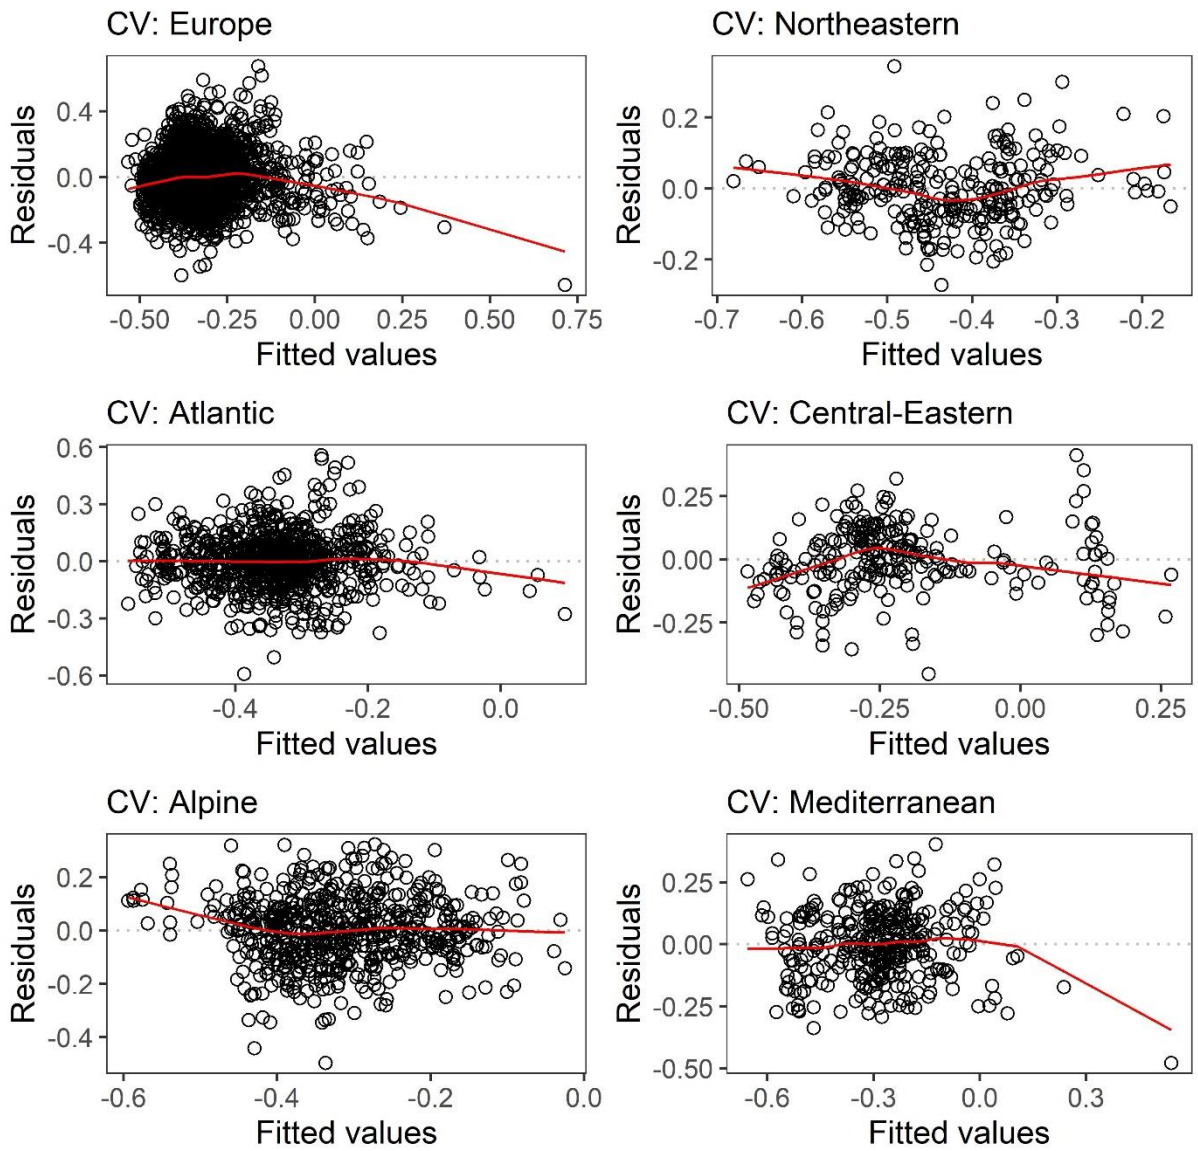 CV: Europe
Residuals
0.4
0.0
-0.4
-0.50 -0.25 0.00 0.25 0.50 0.75
Fitted values
CV: Northeastern
Residuals
0.2
0.0
-0.2
-0.7 -0.6 -0.5 -0.4 -0.3 -0.2
Fitted values
CV: Atlantic
Residuals
0.6
0.3
0.0
-0.3
-0.6
-0.4 -0.2 0.0
Fitted values
CV: Central-Eastern
Residuals
0.25
0.00
-0.25
-0.50 -0.25 0.00 0.25
Fitted values
CV: Alpine
Residuals
0.2
0.0
-0.2
-0.4
-0.6 -0.4 -0.2 0.0
Fitted values
CV: Mediterranean
Residuals
0.25
0.00
-0.25
-0.50
-0.6 -0.3 0.0 0.3
Fitted values